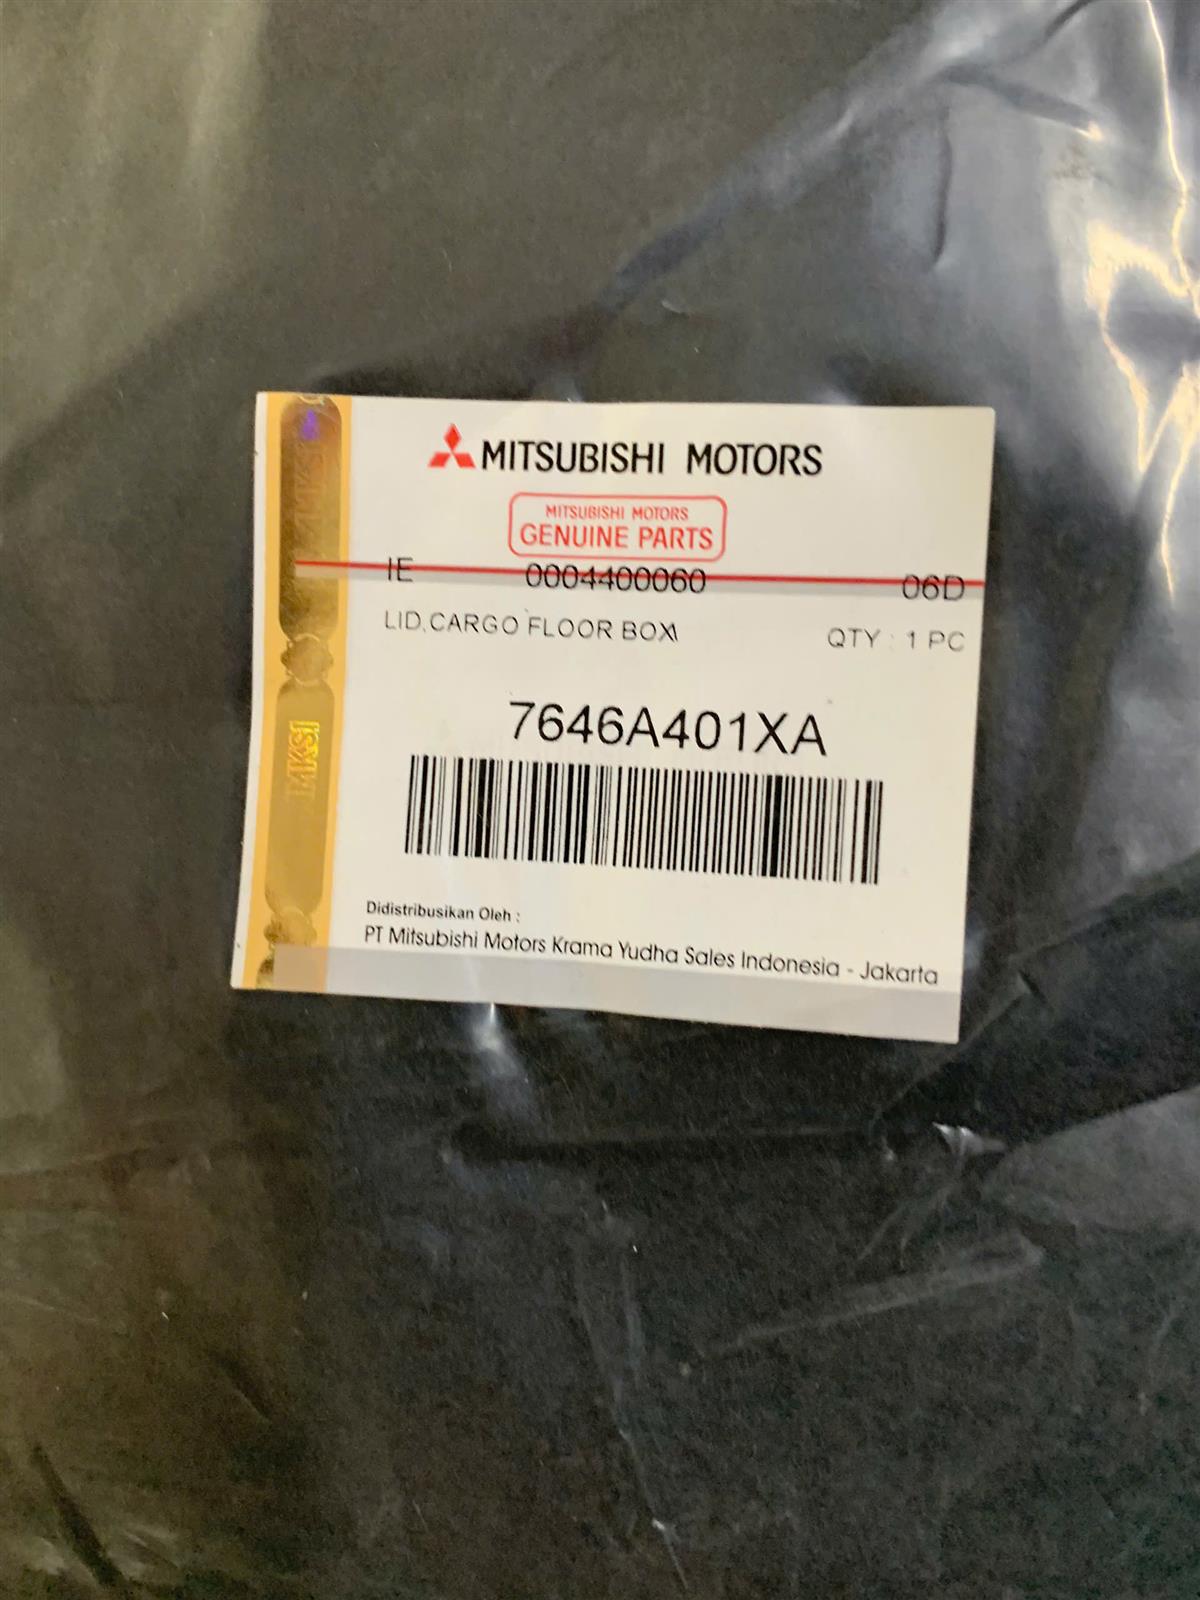 MITSUBISHI MOTORS
MITSUBISHI MOTORS
GENUINE PARTS
IE 0004400060 06D
LID,CARGO FLOOR BOX
QTY : 1 PC
7646A401XA
MMKSI
Didistribusikan Oleh :
PT Mitsubishi Motors Krama Yudha Sales Indonesia - Jakarta